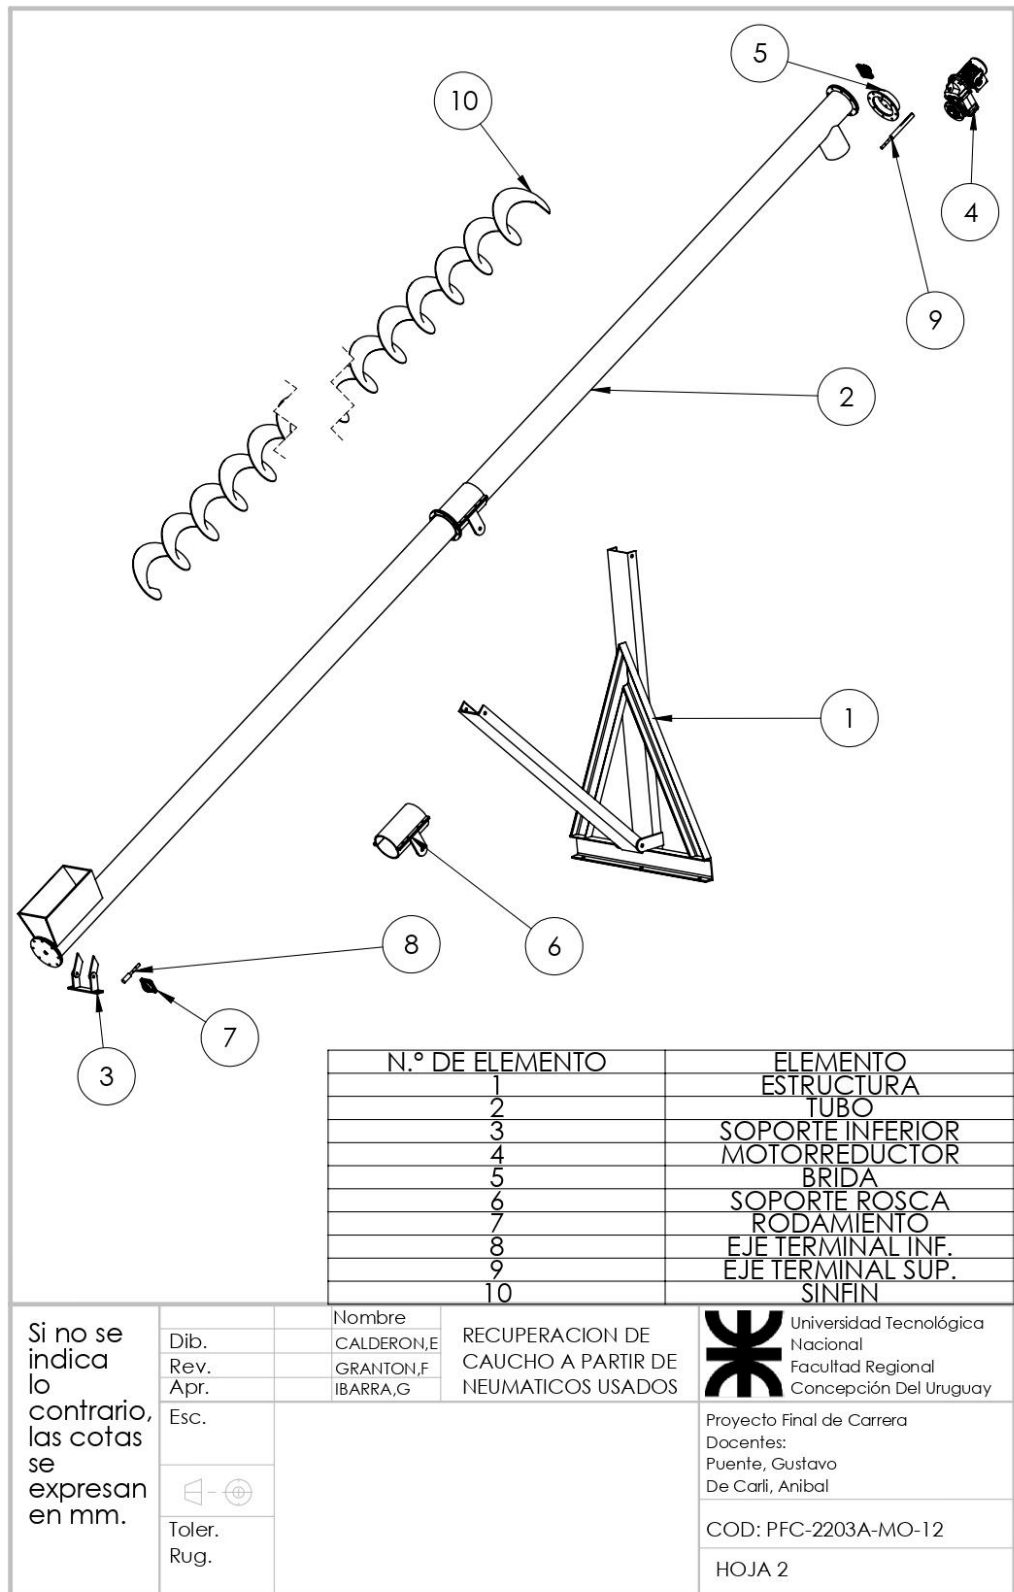 5
10
4
9
2
1
6
8
7
3
N.° DE ELEMENTO ELEMENTO
1 ESTRUCTURA
2 TUBO
3 SOPORTE INFERIOR
4 MOTORREDUCTOR
5 BRIDA
6 SOPORTE ROSCA
7 RODAMIENTO
8 EJE TERMINAL INF.
9 EJE TERMINAL SUP.
10 SINFIN
Si no se
indica
lo
contrario,
las cotas
se
expresan
en mm.
Nombre
Dib. CALDERON,E
Rev. GRANTON,F
Apr. IBARRA,G
Esc.
Toler.
Rug.
RECUPERACION DE
CAUCHO A PARTIR DE
NEUMATICOS USADOS
Universidad Tecnológica
Nacional
Facultad Regional
Concepción Del Uruguay
Proyecto Final de Carrera
Docentes:
Puente, Gustavo
De Carli, Anibal
COD: PFC-2203A-MO-12
HOJA 2